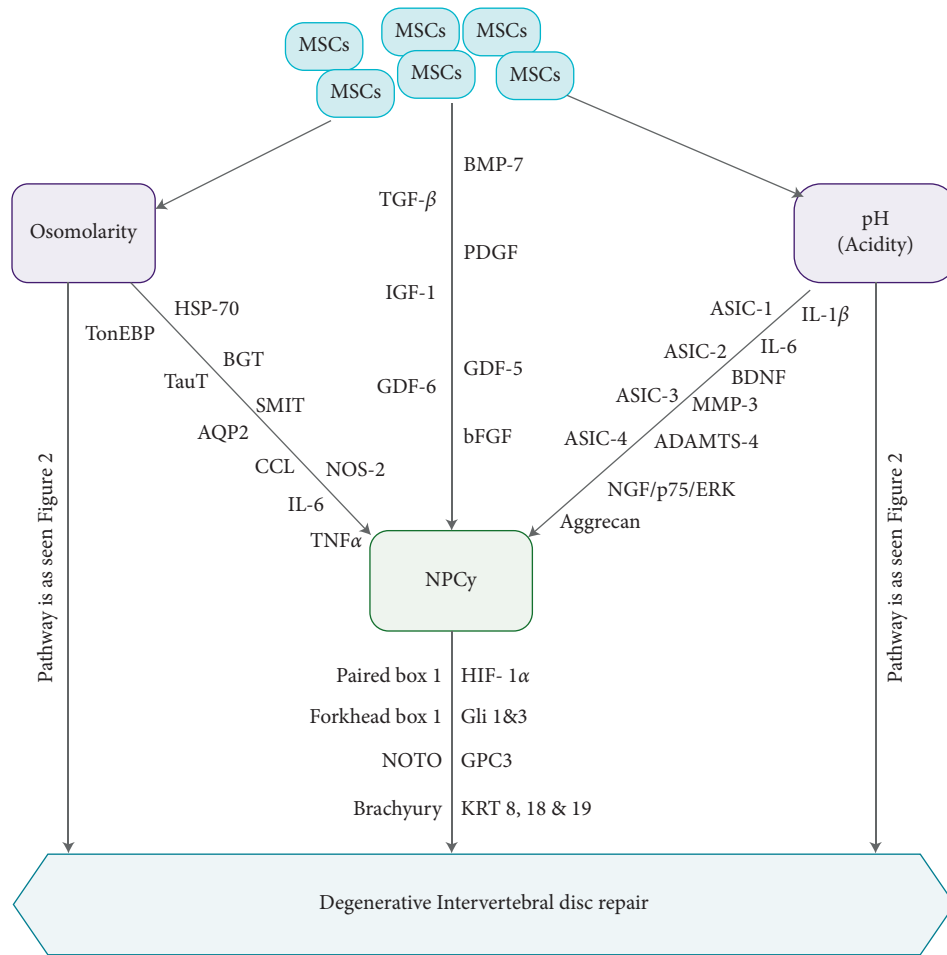 MSCs
MSCs
MSCs
MSCs
MSCs
MSCs
Osomolarity
pH
(Acidity)
BMP-7
TGF-β
PDGF
IGF-1
GDF-5
GDF-6
bFGF
HSP-70
TonEBP
BGT
TauT
SMIT
AQP2
CCL
NOS-2
IL-6
TNFα
ASIC-1
IL-1β
ASIC-2
IL-6
BDNF
ASIC-3
MMP-3
ASIC-4
ADAMTS-4
NGF/p75/ERK
Aggrecan
Pathway is as seen Figure 2
Pathway is as seen Figure 2
NPCy
Paired box 1
HIF- 1α
Forkhead box 1
Gli 1&3
NOTO
GPC3
Brachyury
KRT 8, 18 & 19
Degenerative Intervertebral disc repair